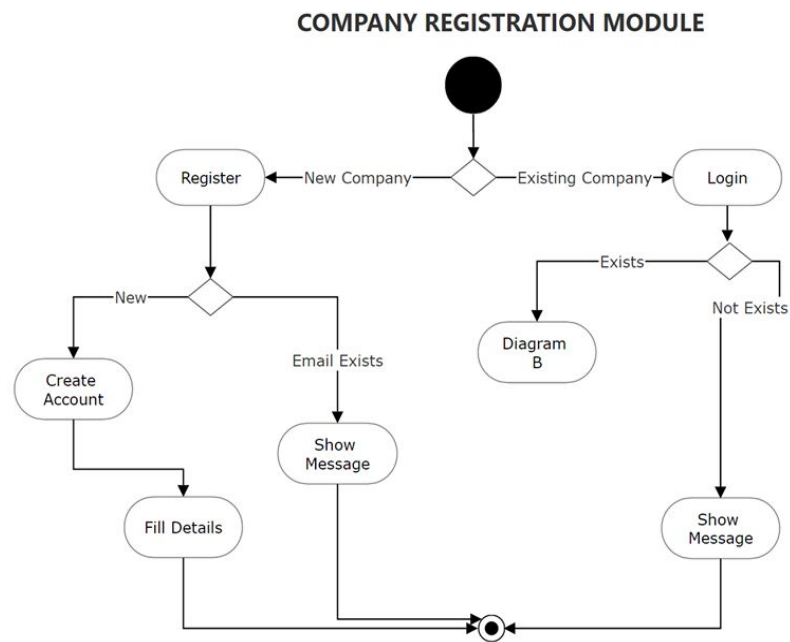 COMPANY REGISTRATION MODULE
Register
New Company
Existing Company
Login
Exists
New
Not Exists
Diagram
B
Email Exists
Create
Account
Show
Message
Fill Details
Show
Message